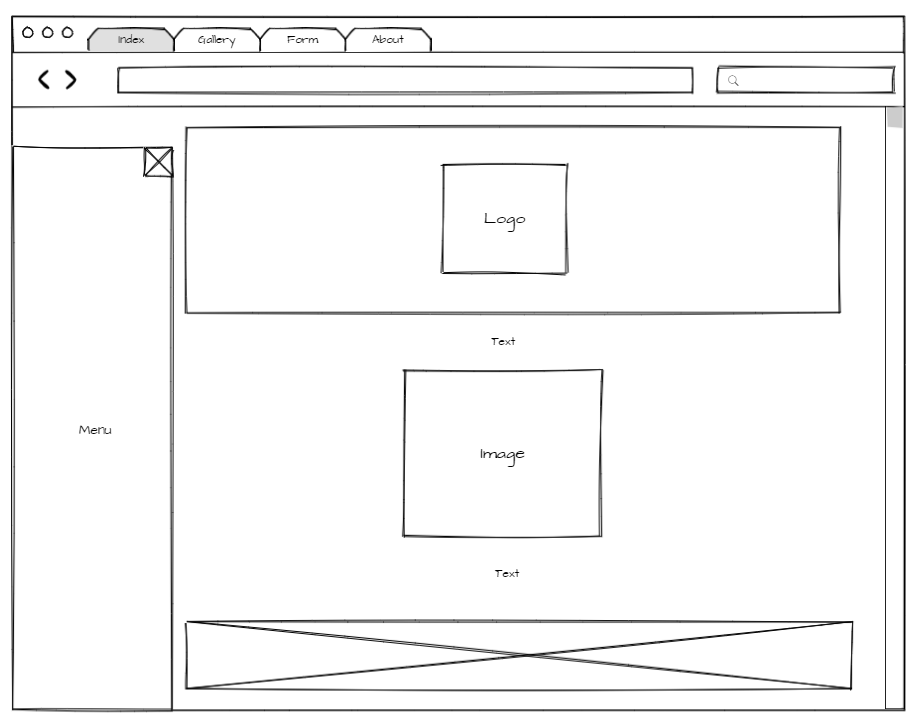 Index
Gallery
Form
About
Logo
Text
Menu
Image
Text